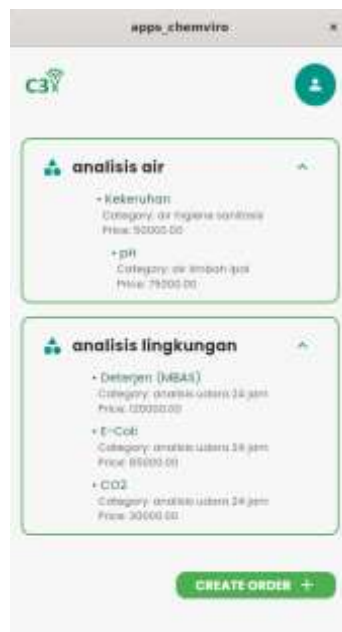 apps_chemviro
×
C3
analisis air
• Kekeruhan
Category: air higiene sanitasi
Price: 50000.00
• pH
Category: air limbah ipal
Price: 75000.00
analisis lingkungan
• Deterjen (MBAS)
Category: analisis udara 24 jam
Price: 120000.00
• E-Coli
Category: analisis udara 24 jam
Price: 85000.00
• CO2
Category: analisis udara 24 jam
Price: 30000.00
CREATE ORDER +